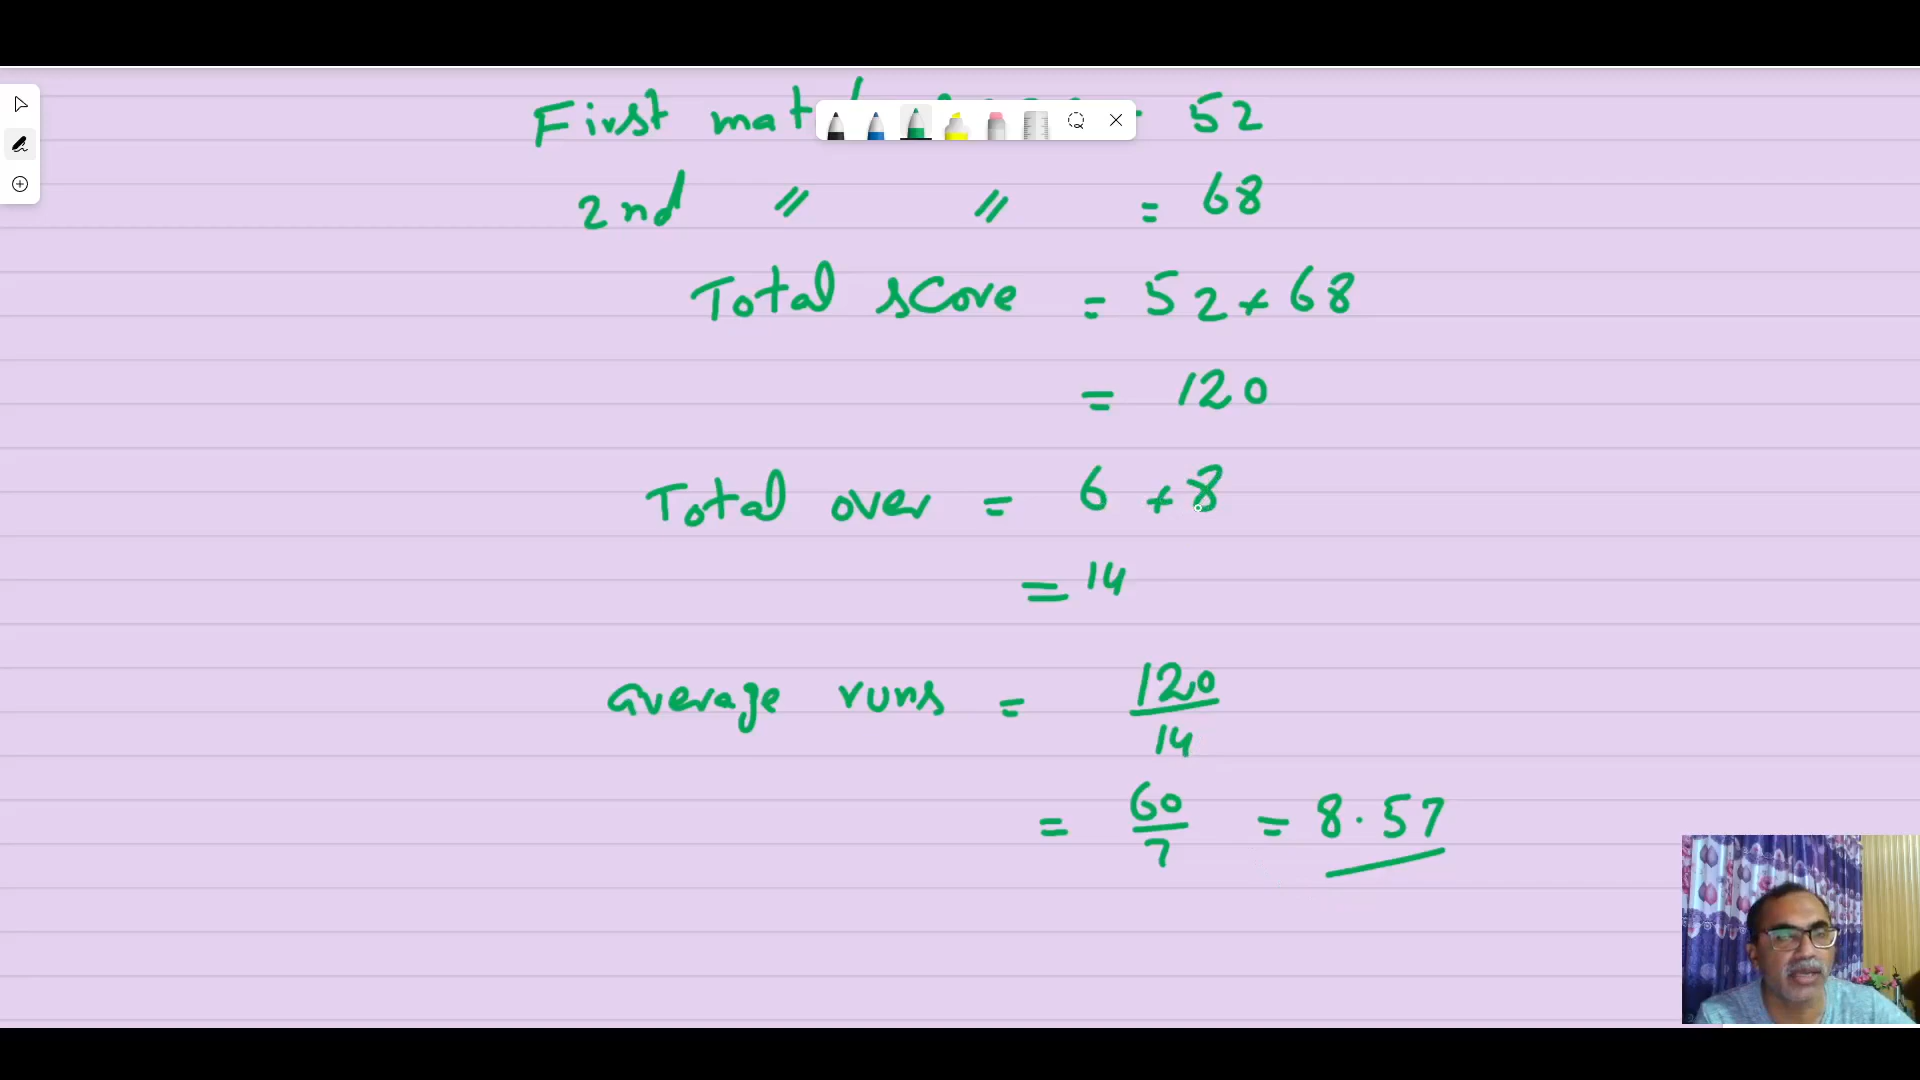 First = 52
2nd " " = 68
Total score = 52 + 68
= 120
Total over = 6 + 8
= 14
average runs = 120/14
= 60/7 = 8.57